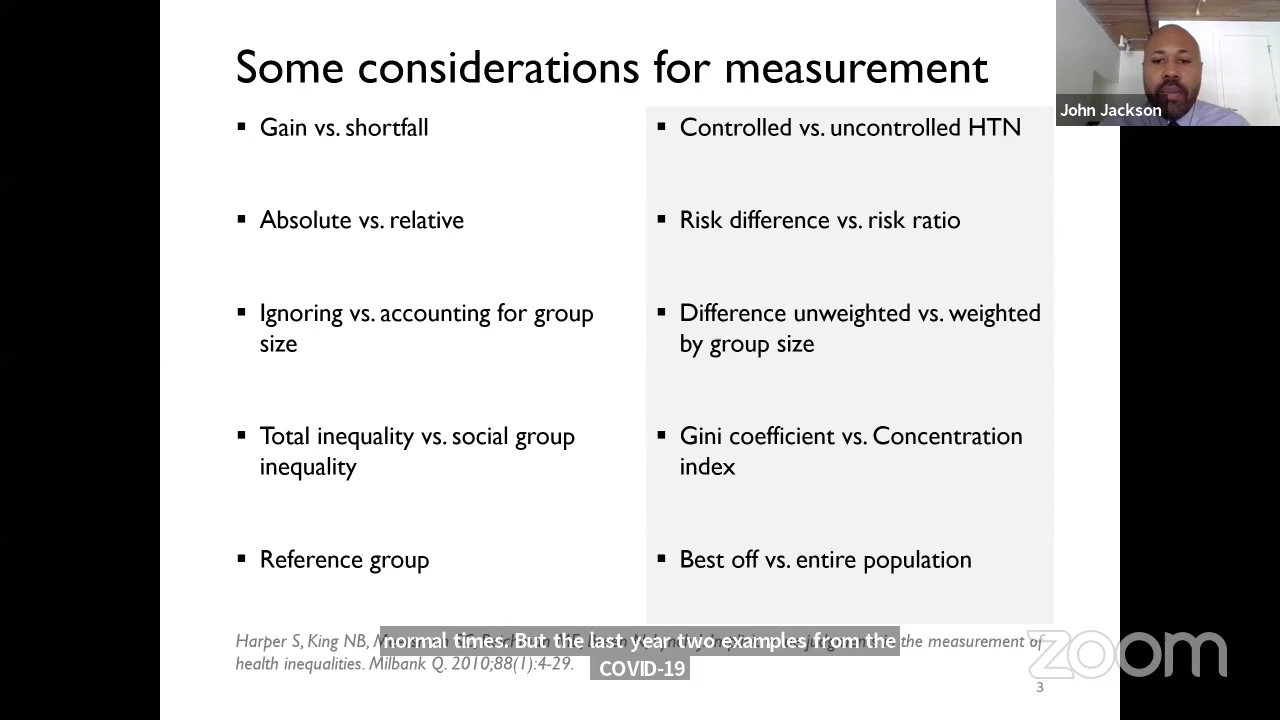 Some considerations for measurement
John Jackson
▪ Gain vs. shortfall
▪ Controlled vs. uncontrolled HTN
▪ Absolute vs. relative
▪ Risk difference vs. risk ratio
▪ Ignoring vs. accounting for group
size
▪ Difference unweighted vs. weighted
by group size
▪ Total inequality vs. social group
inequality
▪ Gini coefficient vs. Concentration
index
▪ Reference group
▪ Best off vs. entire population
Harper S, King NB, the measurement of
health inequalities. Milbank Q. 2010;88(1):4-29.
normal times. But the last year two examples from the
COVID-19
zoom
3